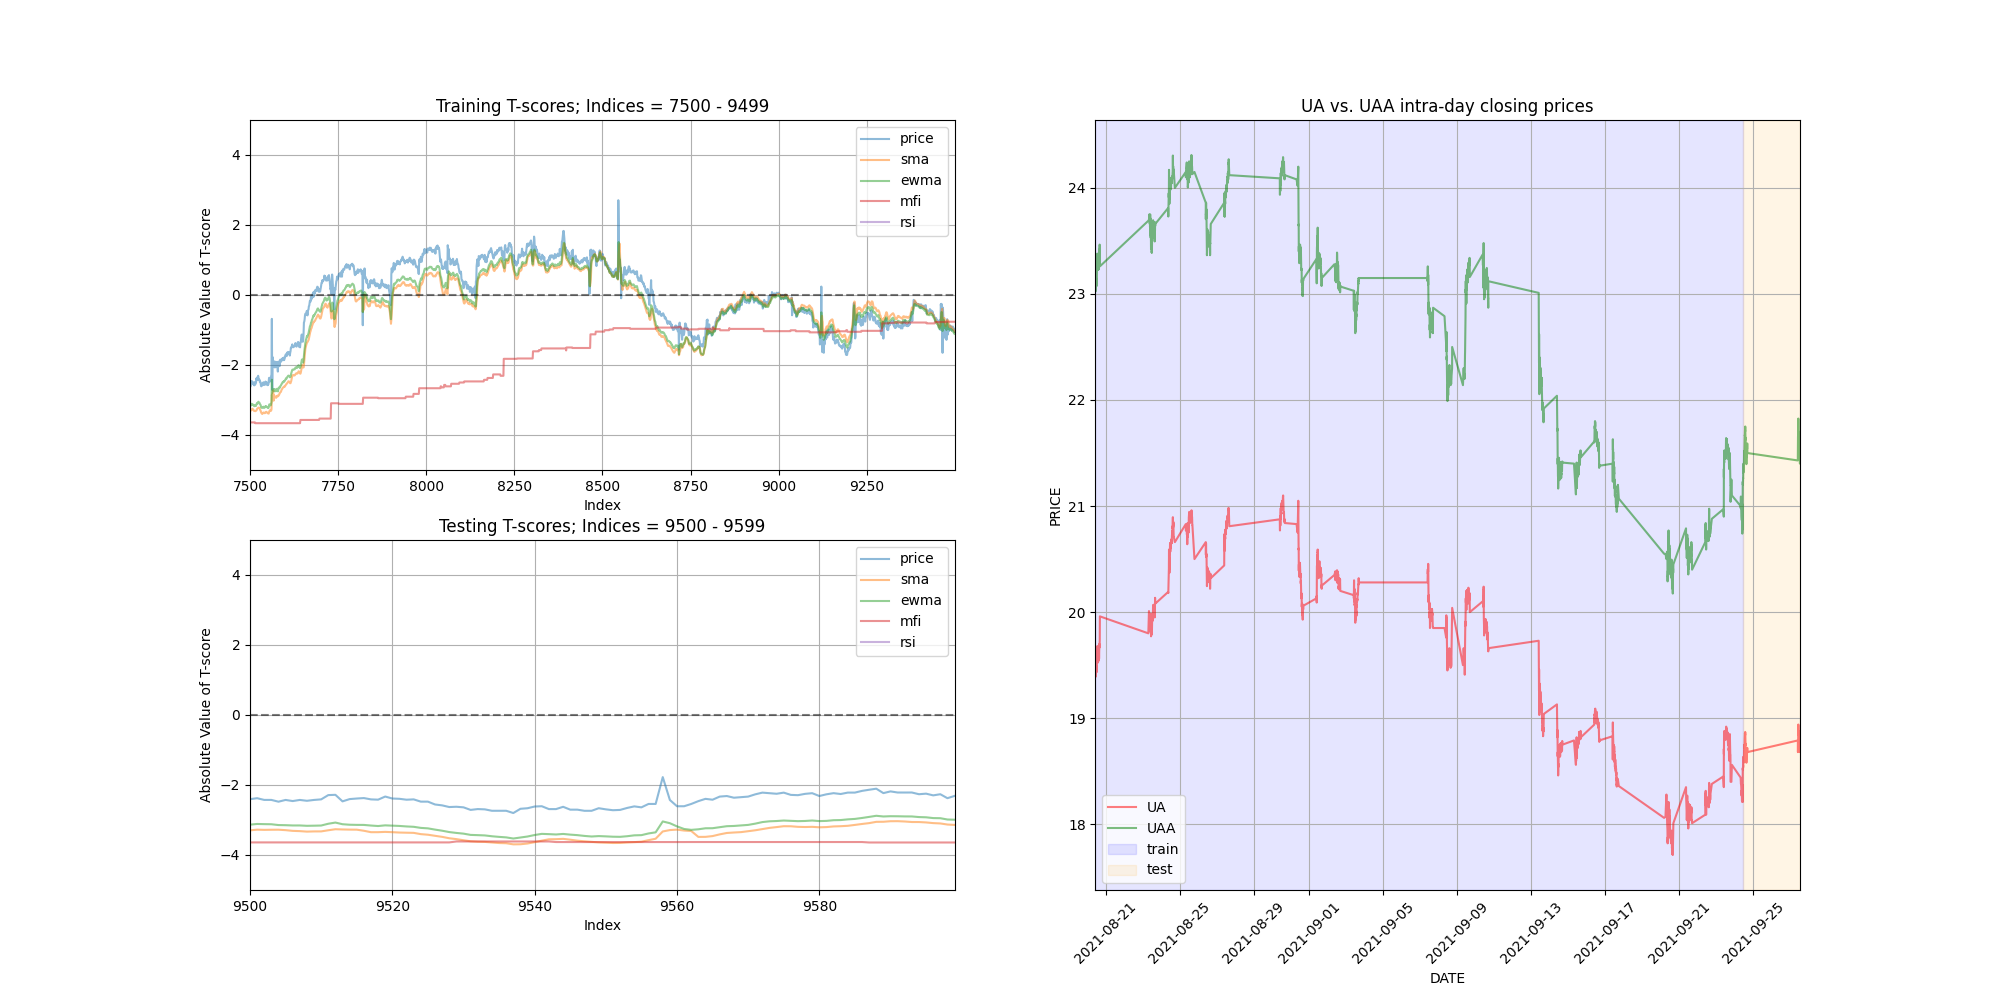 Training T-scores; Indices = 7500 - 9499
Absolute Value of T-score
4
2
0
−2
−4
7500 7750 8000 8250 8500 8750 9000 9250
Index
price
sma
ewma
mfi
rsi
Testing T-scores; Indices = 9500 - 9599
Absolute Value of T-score
4
2
0
−2
−4
9500 9520 9540 9560 9580
Index
price
sma
ewma
mfi
rsi
UA vs. UAA intra-day closing prices
PRICE
24
23
22
21
20
19
18
UA
UAA
train
test
2021-08-21 2021-08-25 2021-08-29 2021-09-01 2021-09-05 2021-09-09 2021-09-13 2021-09-17 2021-09-21 2021-09-25
DATE